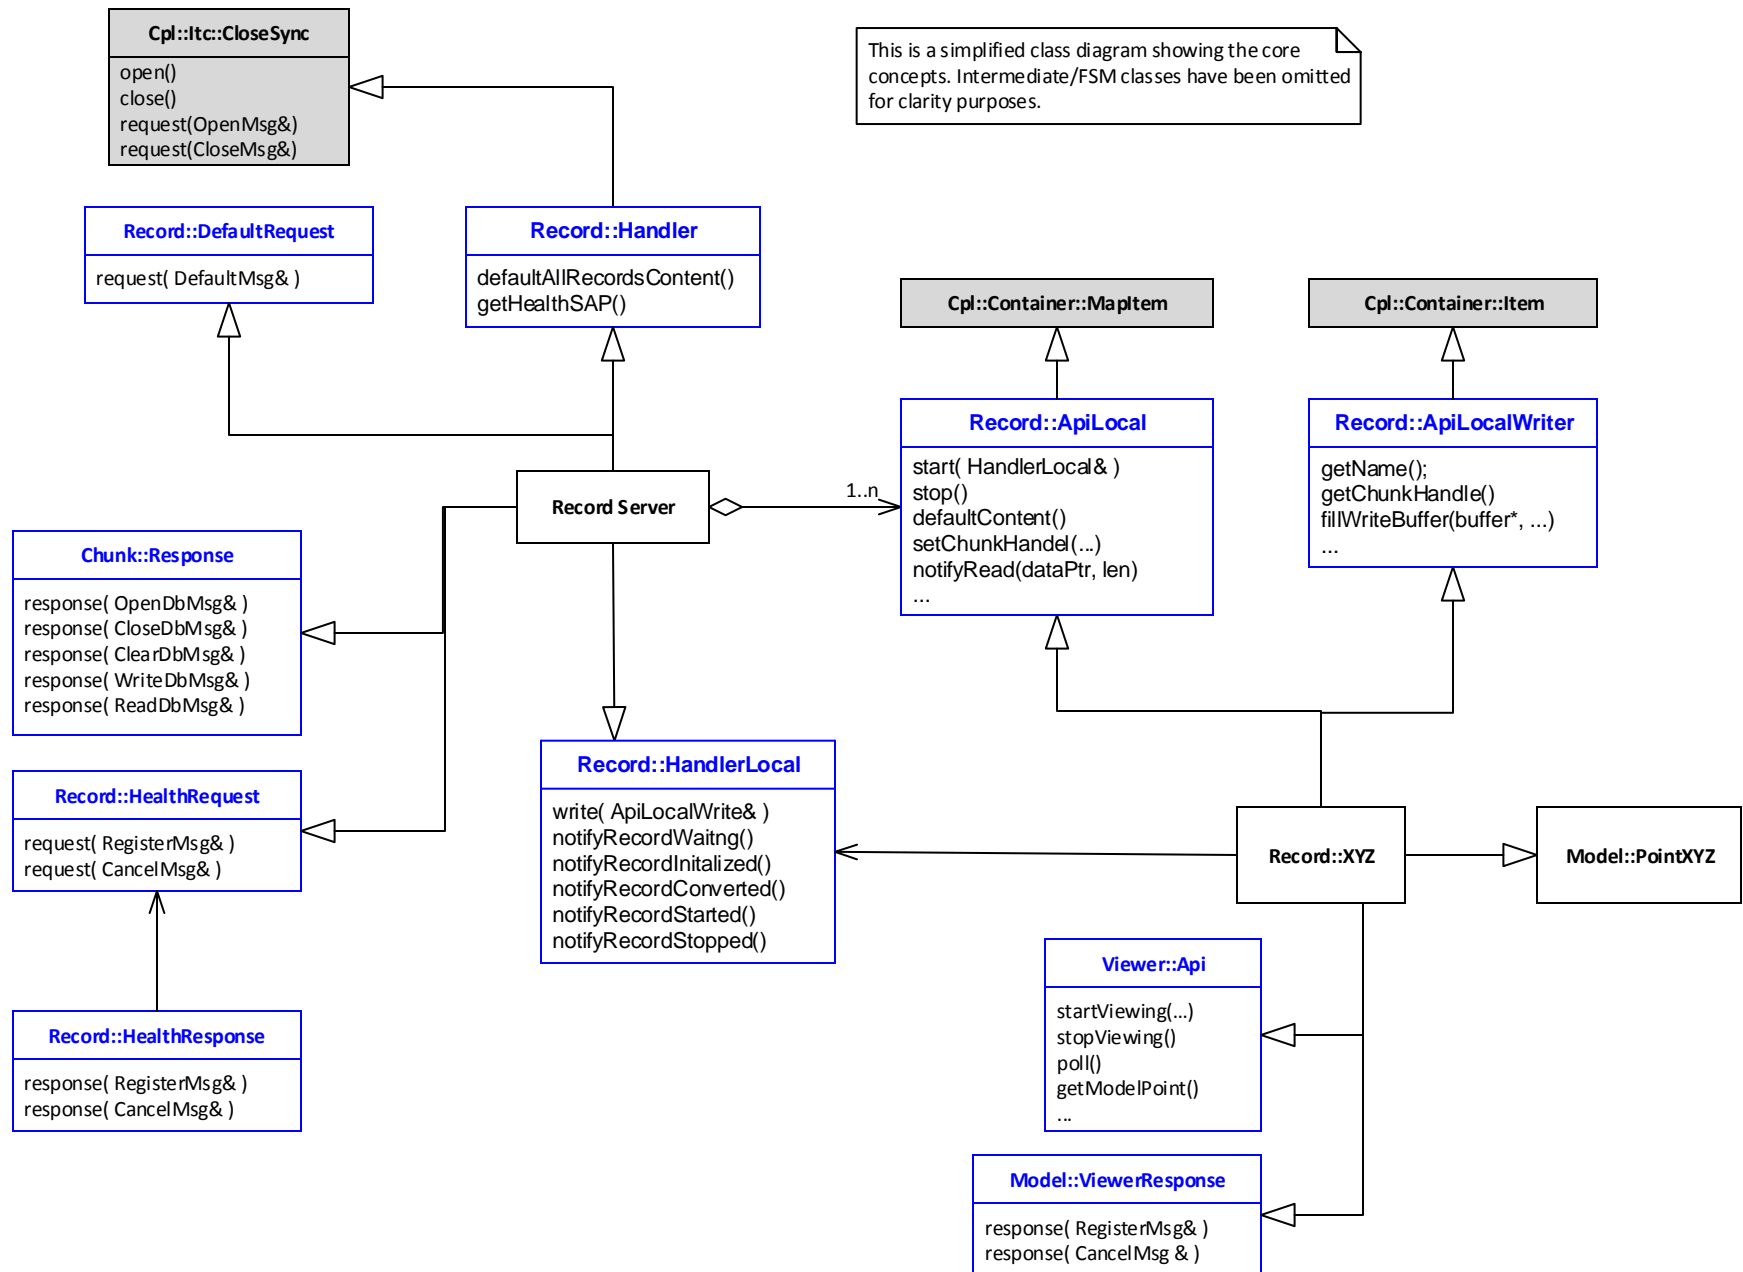 Cpl::Itc::CloseSync
open()
close()
request(OpenMsg&)
request(CloseMsg&)
This is a simplified class diagram showing the core
concepts. Intermediate/FSM classes have been omitted
for clarity purposes.
Record::DefaultRequest
request( DefaultMsg& )
Record::Handler
defaultAllRecordsContent()
getHealthSAP()
Cpl::Container::MapItem
Cpl::Container::Item
Record::ApiLocal
start( HandlerLocal& )
stop()
defaultContent()
setChunkHandel(...)
notifyRead(dataPtr, len)
...
Record::ApiLocalWriter
getName();
getChunkHandle()
fillWriteBuffer(buffer*, ...)
...
Record Server
1..n
Chunk::Response
response( OpenDbMsg& )
response( CloseDbMsg& )
response( ClearDbMsg& )
response( WriteDbMsg& )
response( ReadDbMsg& )
Record::HandlerLocal
write( ApiLocalWrite& )
notifyRecordWaitng()
notifyRecordInitalized()
notifyRecordConverted()
notifyRecordStarted()
notifyRecordStopped()
Record::HealthRequest
request( RegisterMsg& )
request( CancelMsg& )
Record::XYZ
Model::PointXYZ
Viewer::Api
startViewing(...)
stopViewing()
poll()
getModelPoint()
...
Record::HealthResponse
response( RegisterMsg& )
response( CancelMsg& )
Model::ViewerResponse
response( RegisterMsg& )
response( CancelMsg & )